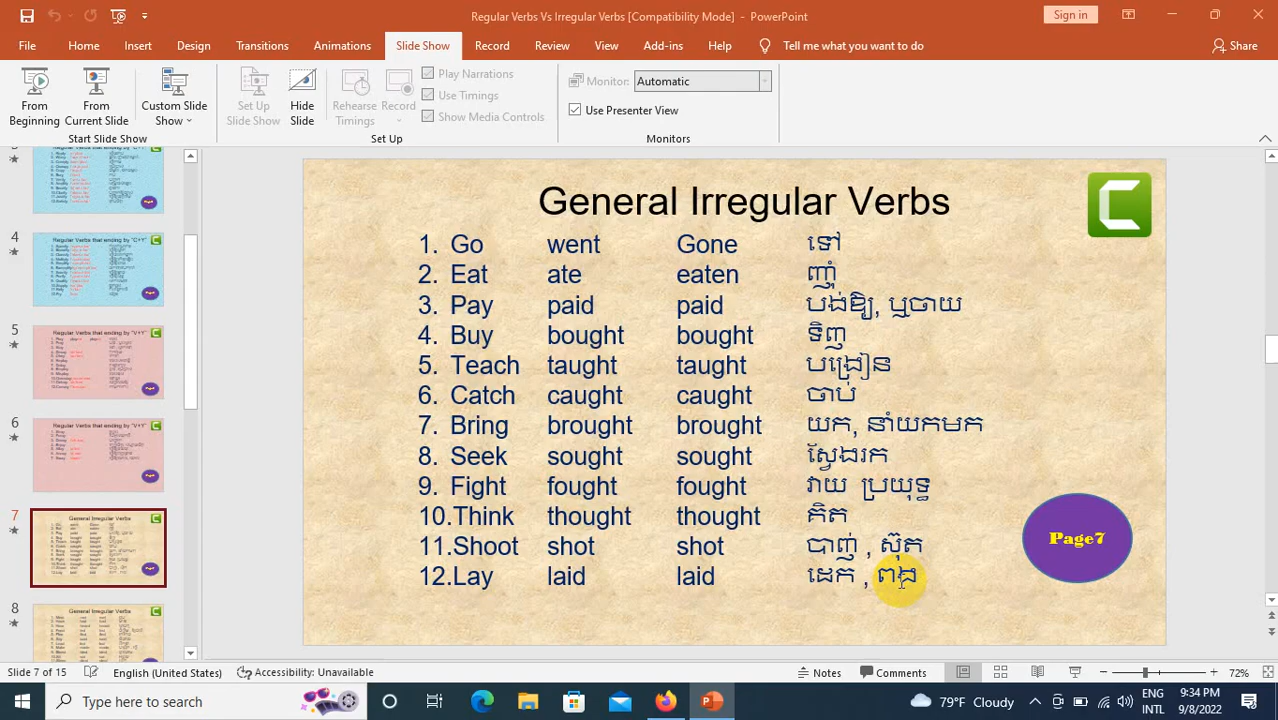 Regular Verbs Vs Irregular Verbs [Compatibility Mode] - PowerPoint
Sign in
File Home Insert Design Transitions Animations Slide Show Record Review View Add-ins Help Tell me what you want to do Share
From Beginning
From Current Slide
Custom Slide Show
Set Up Slide Show
Hide Slide
Rehearse Timings
Record
Play Narrations
Use Timings
Show Media Controls
Monitor: Automatic
Use Presenter View
Start Slide Show
Set Up
Monitors
4
5
6
7
8
General Irregular Verbs
1. Go went Gone ទៅ
2. Eat ate eaten ញ៉ាំ
3. Pay paid paid បង់ឱ្យ, ឬចាយ
4. Buy bought bought ទិញ
5. Teach taught taught បង្រៀន
6. Catch caught caught ចាប់
7. Bring brought brought យក, នាំយកមក
8. Seek sought sought ស្វែងរក
9. Fight fought fought វាយ ប្រយុទ្ធ
10.Think thought thought គិត
11.Shoot shot shot បាញ់ , ស៊ុត
12.Lay laid laid ដេក , ពង
Page7
Slide 7 of 15 English (United States) Accessibility: Unavailable Notes Comments 72%
Type here to search
79°F Cloudy
ENG
INTL
9:34 PM
9/8/2022